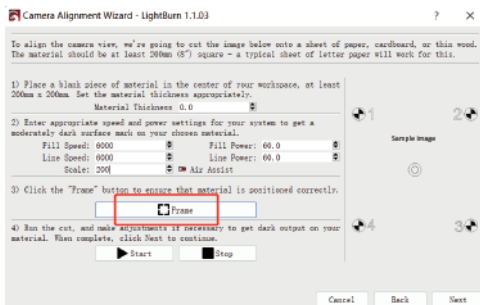 Camera Alignment Wizard - LightBurn 1.1.03
To align the camera view, we're going to cut the image below onto a sheet of paper, cardboard, or thin wood.
The material should be at least 200mm (8") square - a typical sheet of letter paper will work for this.
1) Place a blank piece of material in the center of your workspace, at least
200mm x 200mm. Set the material thickness appropriately.
Material Thickness 0.0
2) Enter appropriate speed and power settings for your system to get a
moderately dark surface mark on your chosen material.
Fill Speed: 6000 Fill Power: 60.0
Line Speed: 6000 Line Power: 60.0
Scale: 200 Air Assist
3) Click the "Frame" button to ensure that material is positioned correctly.
Frame
4) Run the cut, and make adjustments if necessary to get dark output on your
material. When complete, click Next to continue.
Start Stop
1 2
Sample Image
4 3
Cancel Back Next